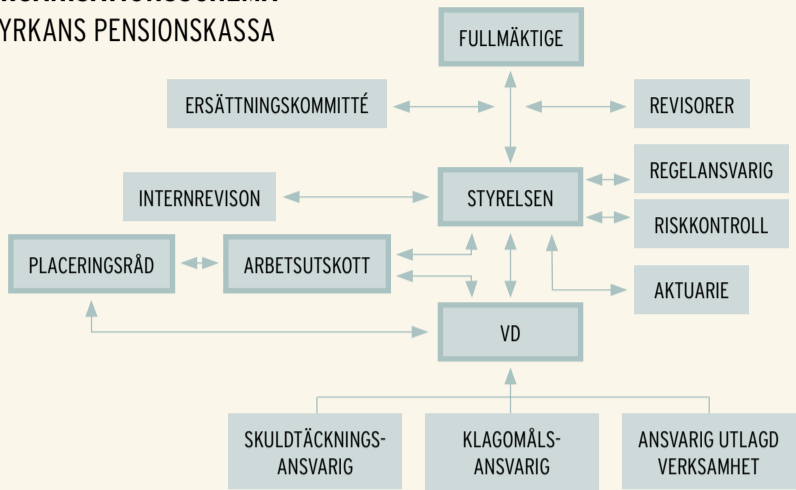 YRKANS PENSIONSKASSA
FULLMÄKTIGE
ERSÄTTNINGSKOMMITTÉ
REVISORER
REGELANSVARIG
INTERNREVISON
STYRELSEN
RISKKONTROLL
PLACERINGSRÅD
ARBETSUTSKOTT
AKTUARIE
VD
SKULDTÄCKNINGS-
ANSVARIG
KLAGOMÅLS-
ANSVARIG
ANSVARIG UTLAGD
VERKSAMHET